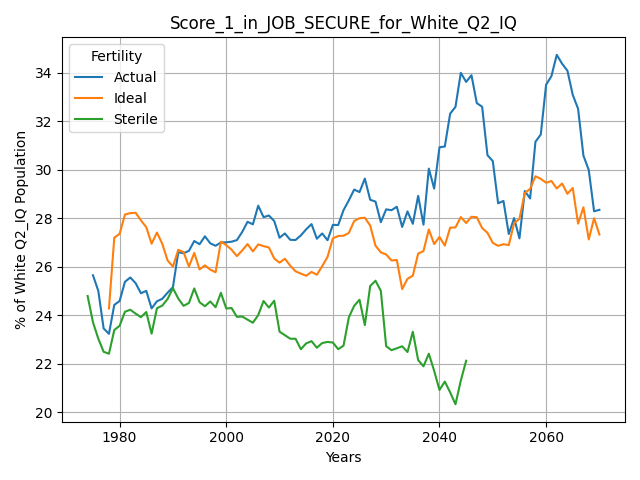 Score_1_in_JOB_SECURE_for_White_Q2_IQ
Fertility
Actual
Ideal
Sterile
% of White Q2_IQ Population
34
32
30
28
26
24
22
20
1980
2000
2020
2040
2060
Years